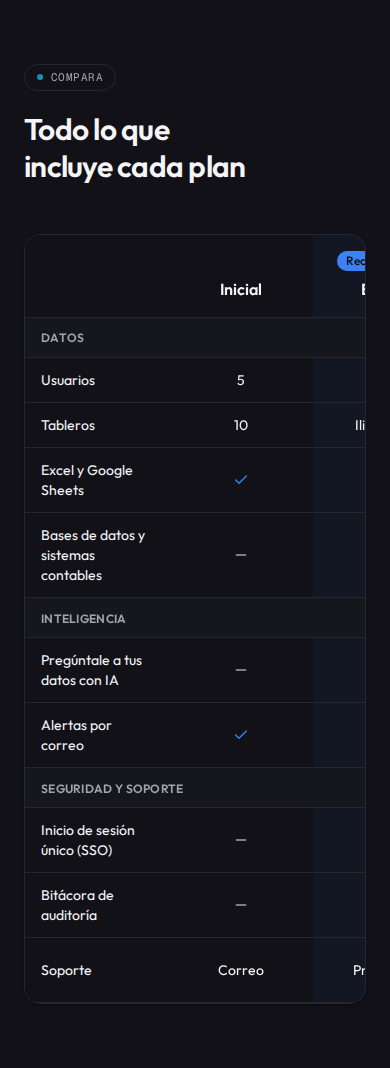 COMPARA
Todo lo que
incluye cada plan
Inicial
DATOS
Usuarios 5
Tableros 10
Excel y Google
Sheets
Bases de datos y
sistemas
contables
INTELIGENCIA
Pregúntale a tus
datos con IA
Alertas por
correo
SEGURIDAD Y SOPORTE
Inicio de sesión
único (SSO)
Bitácora de
auditoría
Soporte Correo